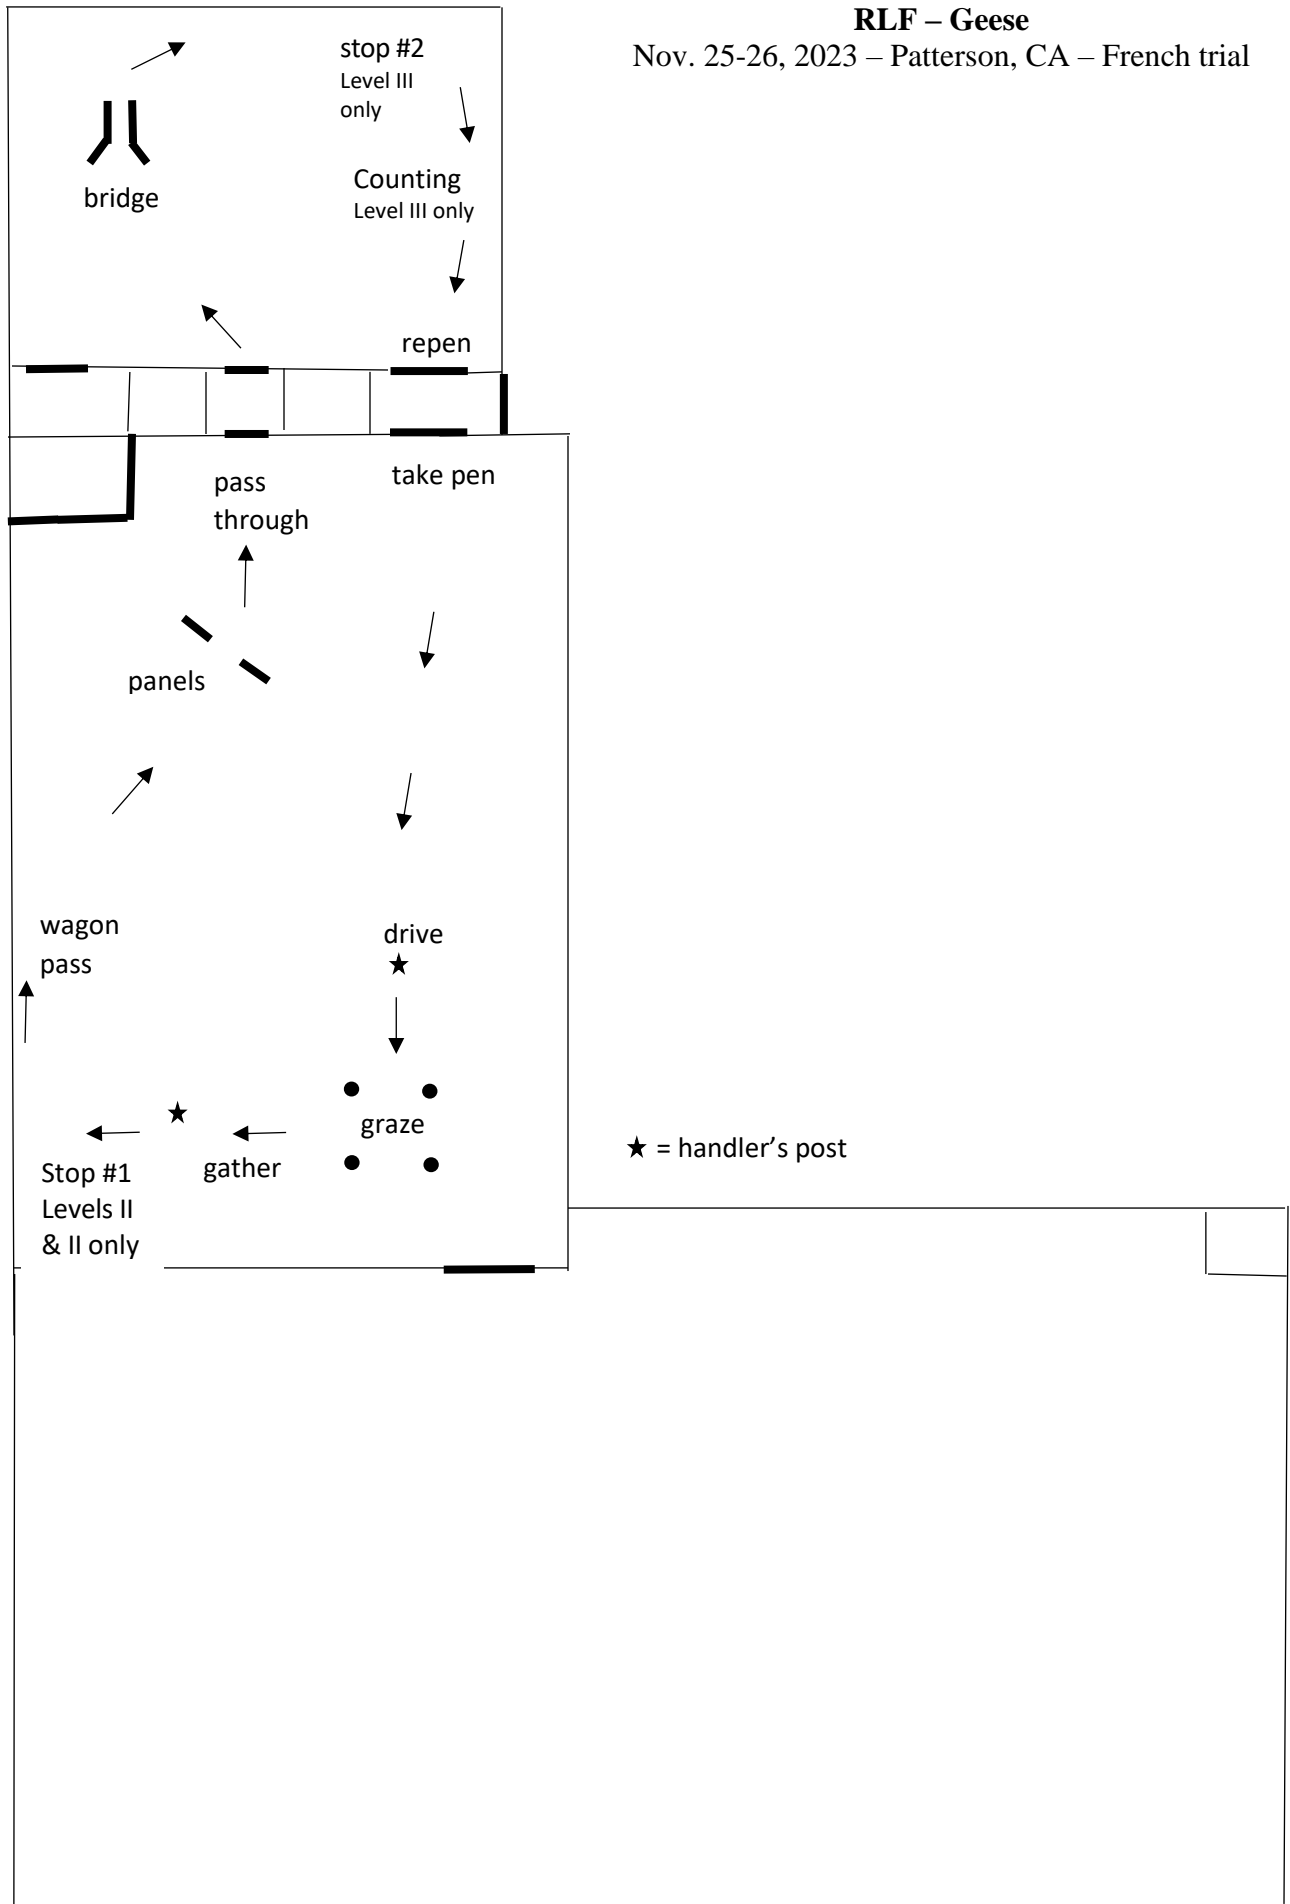 RLF – Geese
Nov. 25-26, 2023 – Patterson, CA – French trial
stop #2
Level III
only
Counting
Level III only
bridge
repen
take pen
pass
through
panels
wagon
pass
drive
graze
gather
Stop #1
Levels II
& II only
★ = handler's post